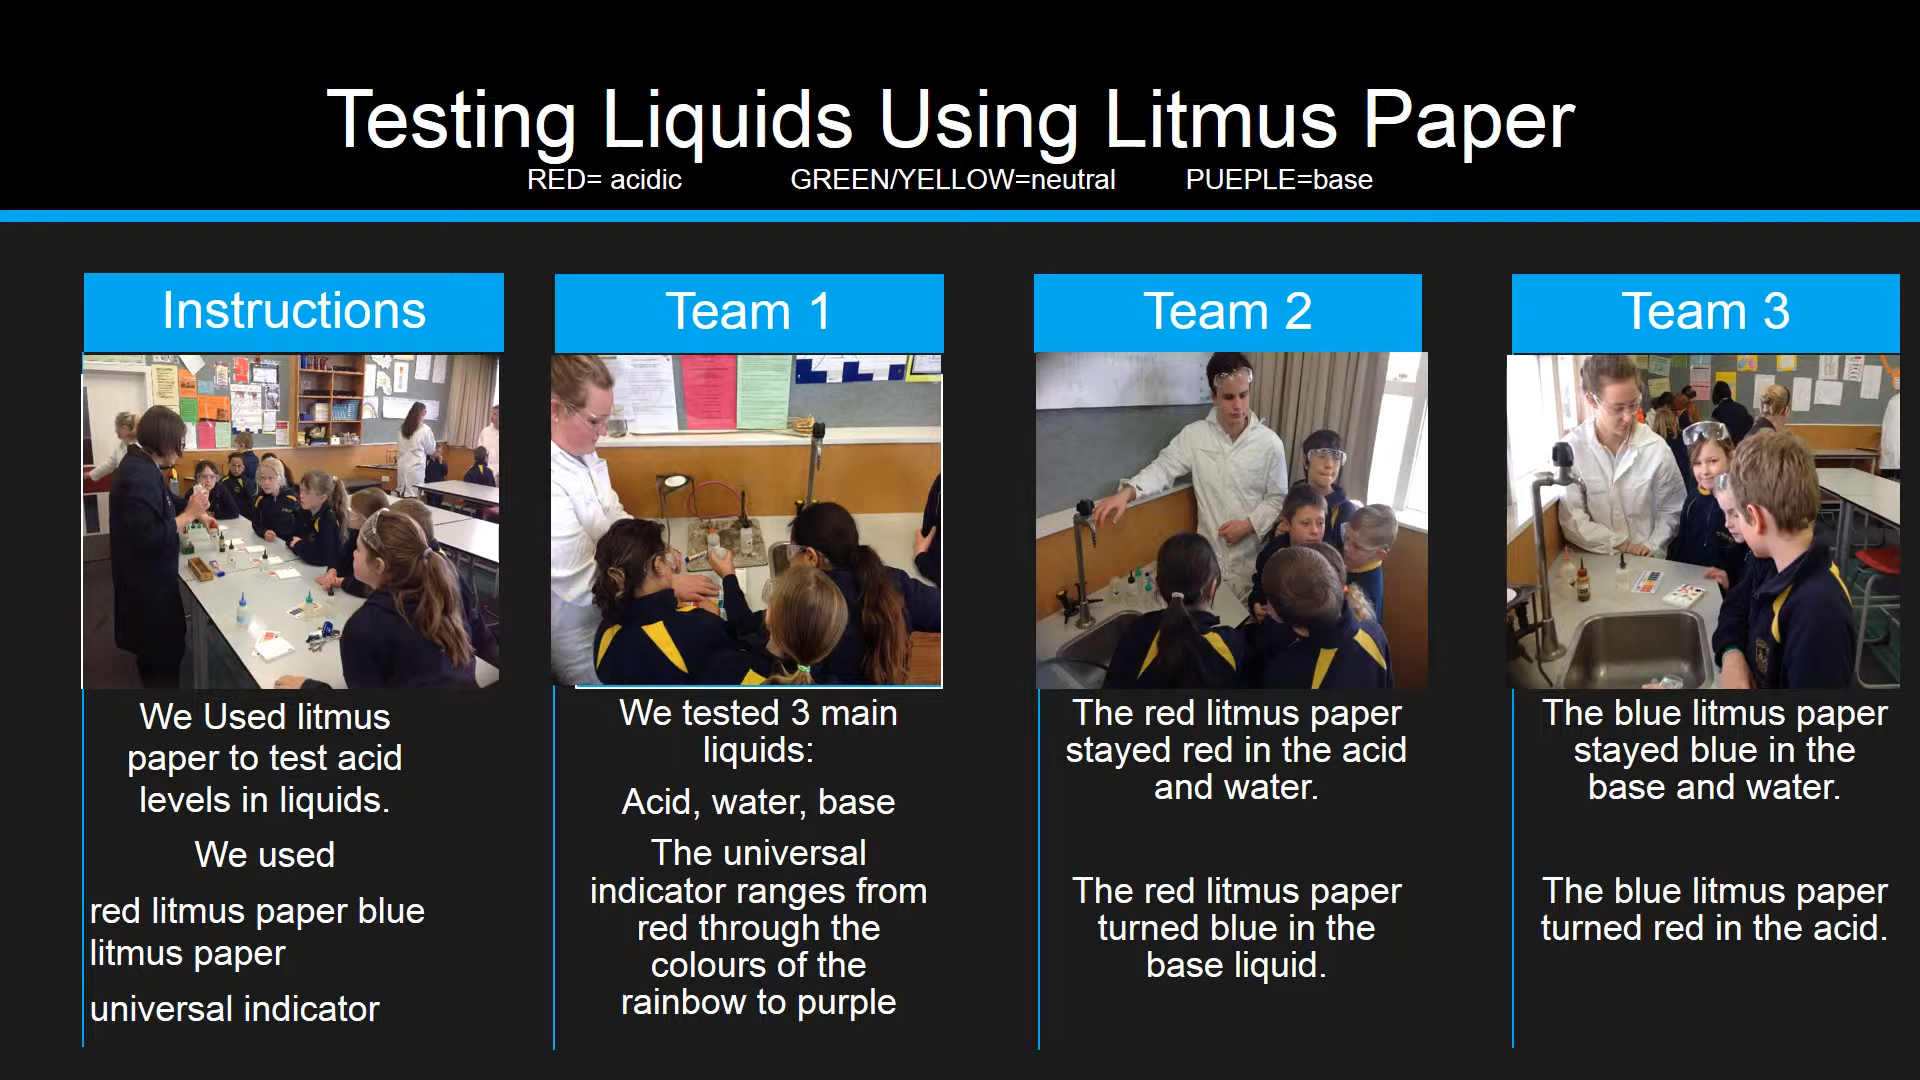 Testing Liquids Using Litmus Paper
RED= acidic GREEN/YELLOW=neutral PUEPLE=base
Instructions
We Used litmus
paper to test acid
levels in liquids.
We used
red litmus paper blue
litmus paper
universal indicator
Team 1
We tested 3 main
liquids:
Acid, water, base
The universal
indicator ranges from
red through the
colours of the
rainbow to purple
Team 2
The red litmus paper
stayed red in the acid
and water.
The red litmus paper
turned blue in the
base liquid.
Team 3
The blue litmus paper
stayed blue in the
base and water.
The blue litmus paper
turned red in the acid.